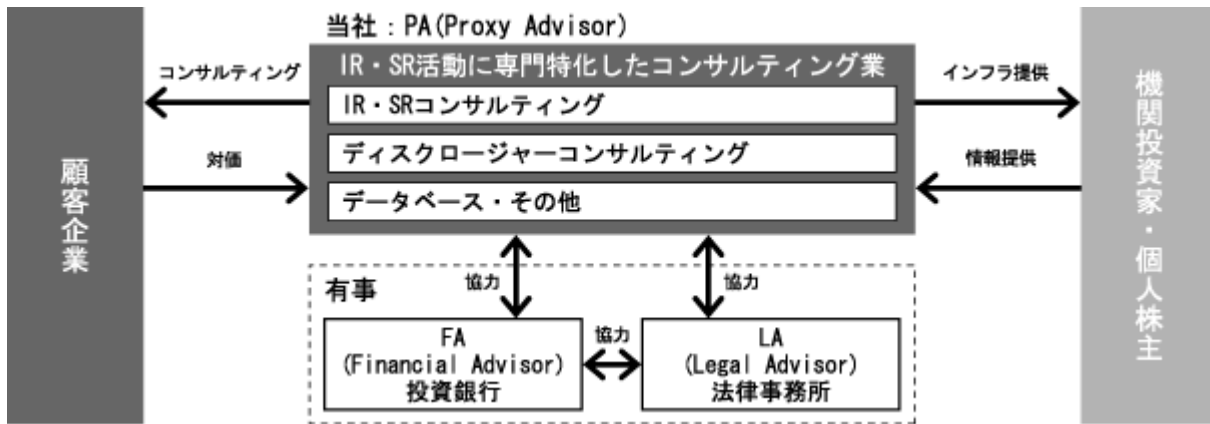 当社：PA(Proxy Advisor)
IR・SR活動に専門特化したコンサルティング業
IR・SRコンサルティング
ディスクロージャーコンサルティング
データベース・その他
コンサルティング
対価
顧客企業
インフラ提供
情報提供
機関投資家・個人株主
協力
協力
有事
FA
(Financial Advisor)
投資銀行
協力
LA
(Legal Advisor)
法律事務所